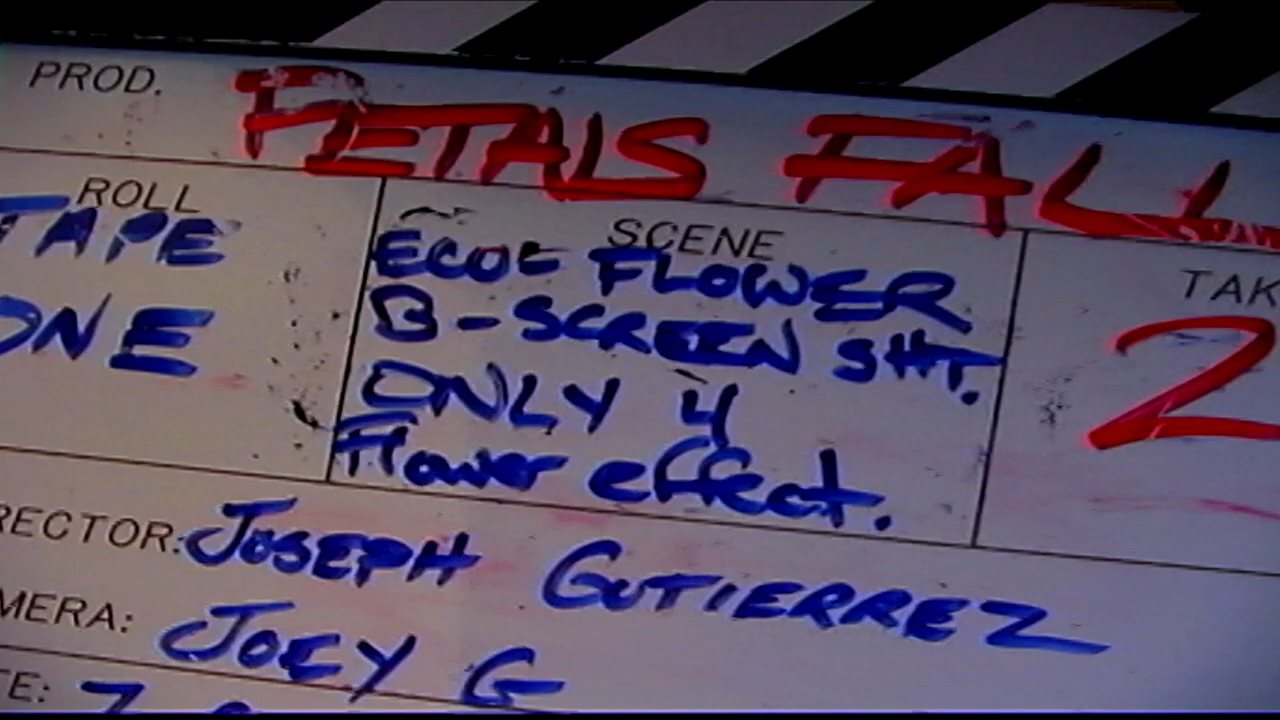 PROD. PETALS FALL
ROLL
TAPE
ONE
SCENE
FLOWER
B-SCREEN SHT.
ONLY 4
Flower effect.
TAK
2
RECTOR: JOSEPH GUTIERREZ
MERA: JOEY G
TE: